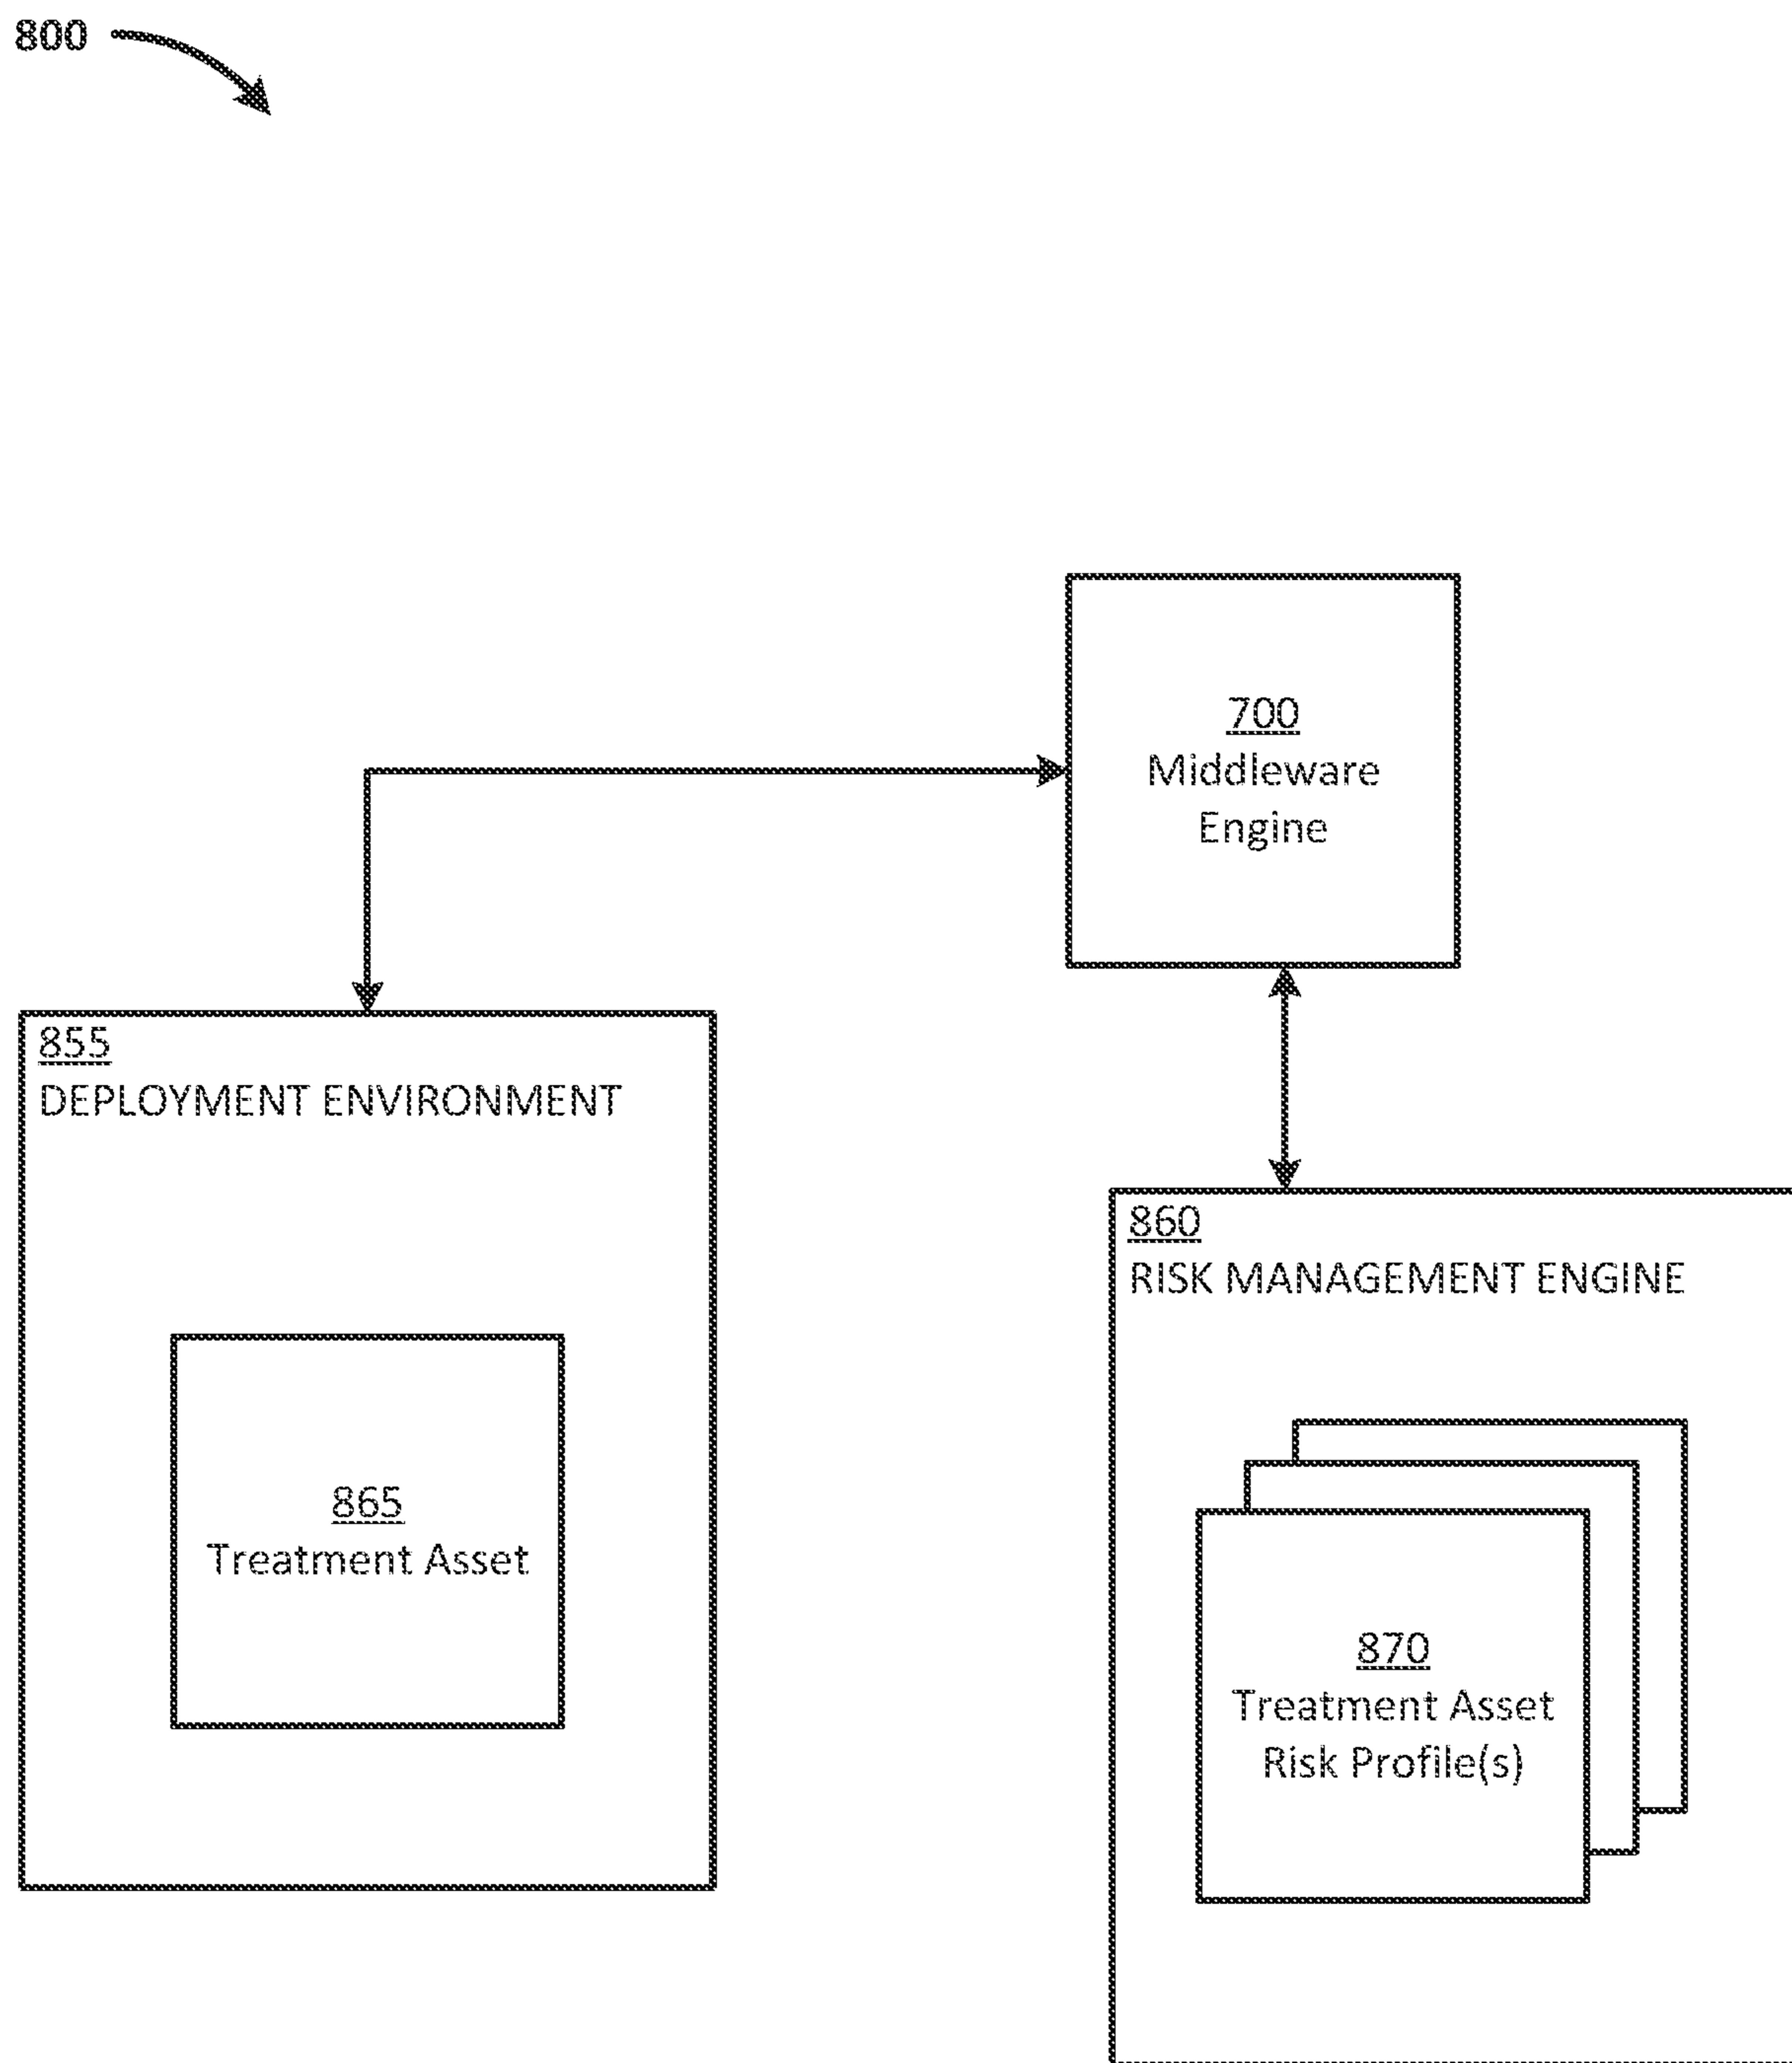 800
700
Middleware
Engine
855
DEPLOYMENT ENVIRONMENT
860
RISK MANAGEMENT ENGINE
865
Treatment Asset
870
Treatment Asset
Risk Profile(s)